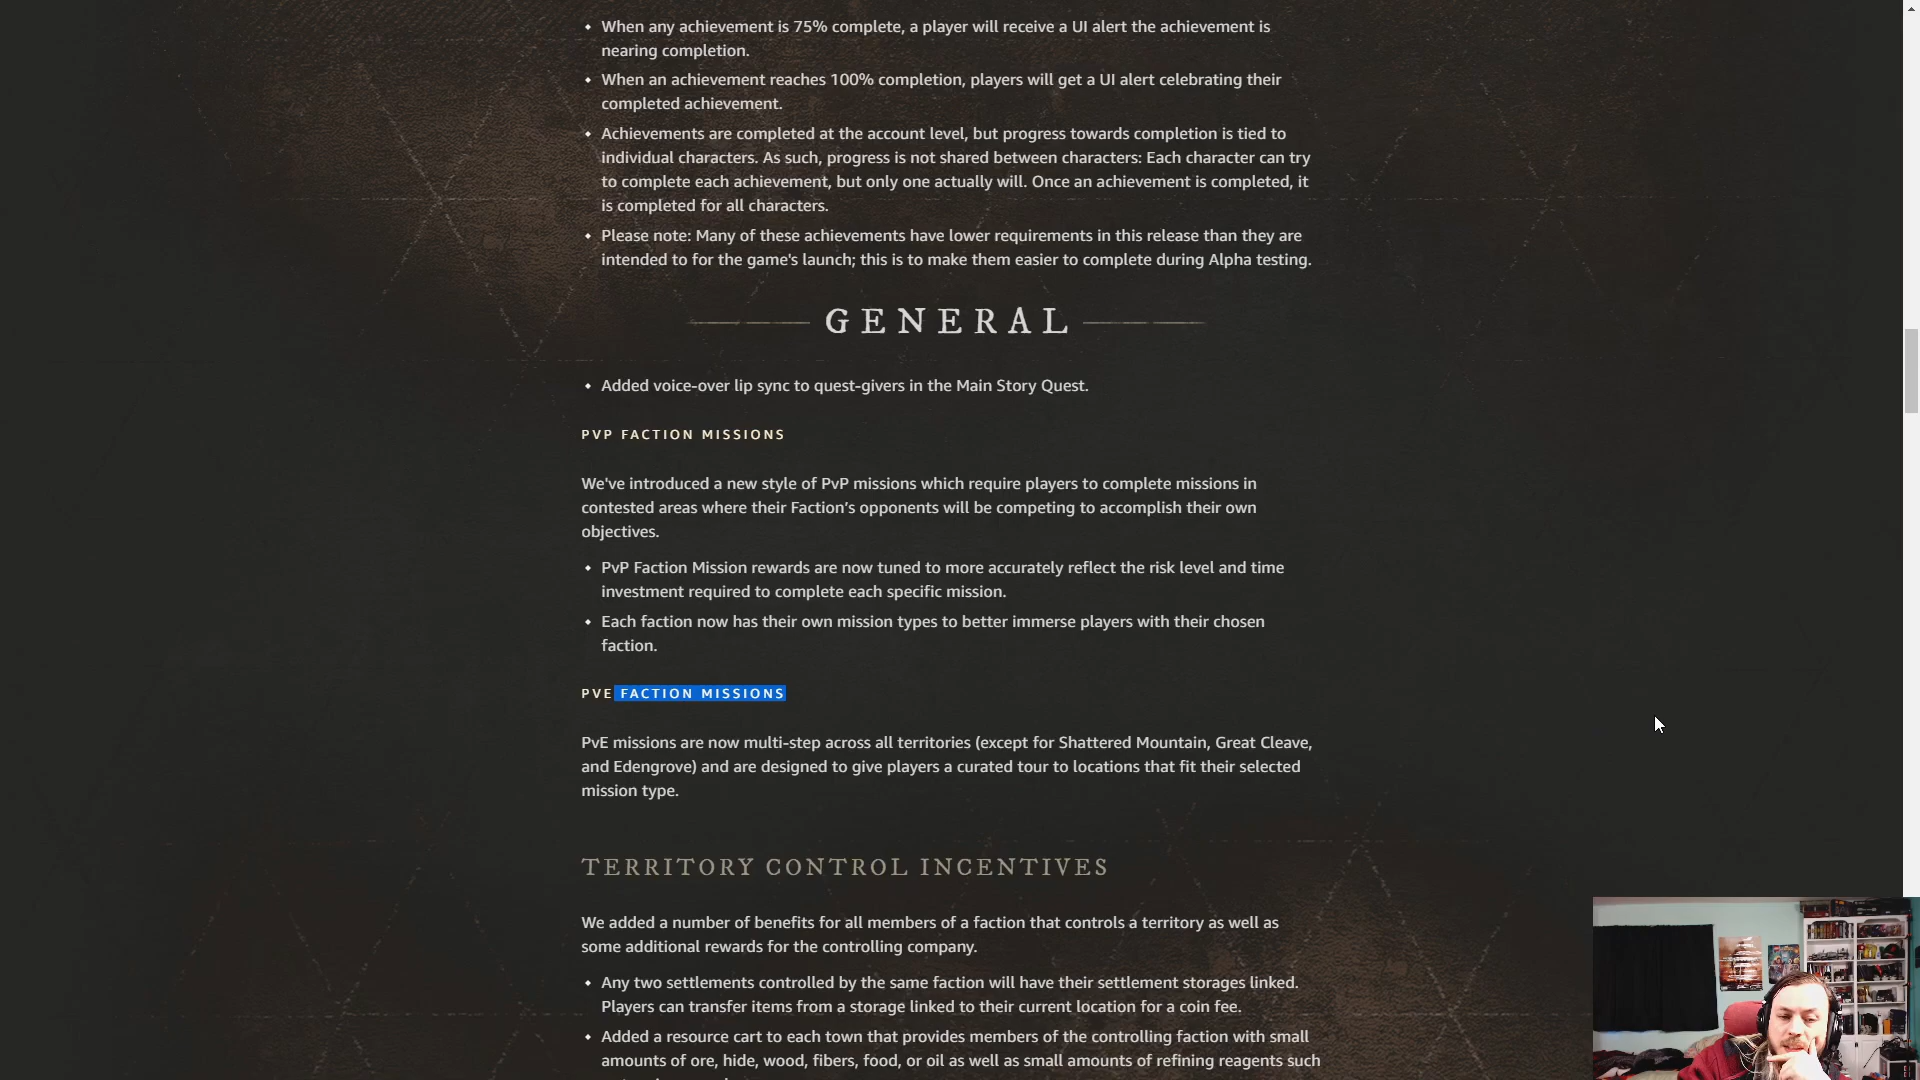 When any achievement is 75% complete, a player will receive a UI alert the achievement is
nearing completion.
When an achievement reaches 100% completion, players will get a UI alert celebrating their
completed achievement.
Achievements are completed at the account level, but progress towards completion is tied to
individual characters. As such, progress is not shared between characters: Each character can try
to complete each achievement, but only one actually will. Once an achievement is completed, it
is completed for all characters.
Please note: Many of these achievements have lower requirements in this release than they are
intended to for the game's launch; this is to make them easier to complete during Alpha testing.
GENERAL
Added voice-over lip sync to quest-givers in the Main Story Quest.
PVP FACTION MISSIONS
We've introduced a new style of PvP missions which require players to complete missions in
contested areas where their Faction’s opponents will be competing to accomplish their own
objectives.
PvP Faction Mission rewards are now tuned to more accurately reflect the risk level and time
investment required to complete each specific mission.
Each faction now has their own mission types to better immerse players with their chosen
faction.
PVE FACTION MISSIONS
PvE missions are now multi-step across all territories (except for Shattered Mountain, Great Cleave,
and Edengrove) and are designed to give players a curated tour to locations that fit their selected
mission type.
TERRITORY CONTROL INCENTIVES
We added a number of benefits for all members of a faction that controls a territory as well as
some additional rewards for the controlling company.
Any two settlements controlled by the same faction will have their settlement storages linked.
Players can transfer items from a storage linked to their current location for a coin fee.
Added a resource cart to each town that provides members of the controlling faction with small
amounts of ore, hide, wood, fibers, food, or oil as well as small amounts of refining reagents such